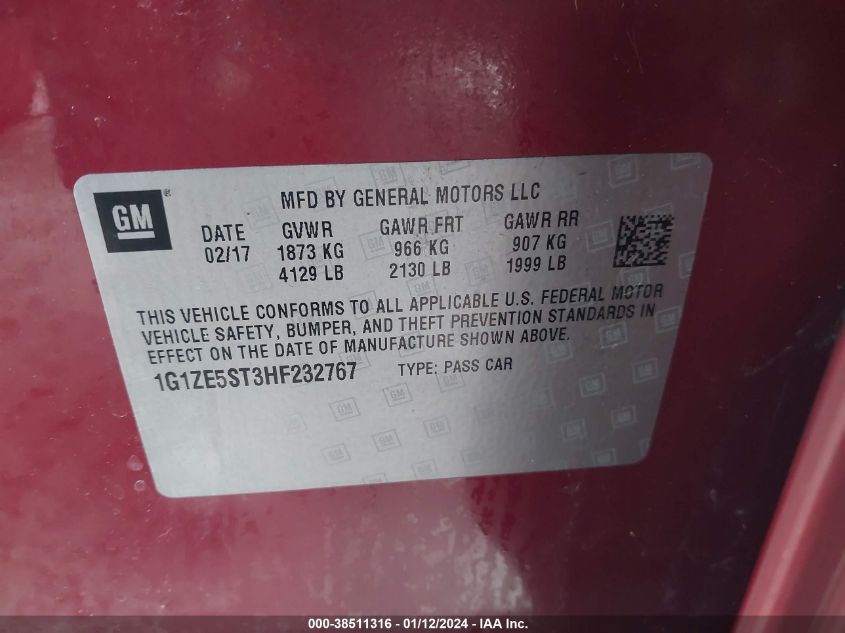 GM®
MFD BY GENERAL MOTORS LLC
DATE GVWR GAWR FRT GAWR RR
02/17 1873 KG 966 KG 907 KG
4129 LB 2130 LB 1999 LB
THIS VEHICLE CONFORMS TO ALL APPLICABLE U.S. FEDERAL MOTOR
VEHICLE SAFETY, BUMPER, AND THEFT PREVENTION STANDARDS IN
EFFECT ON THE DATE OF MANUFACTURE SHOWN ABOVE.
1G1ZE5ST3HF232767 TYPE: PASS CAR
000-38511316 - 01/12/2024 - IAA Inc.